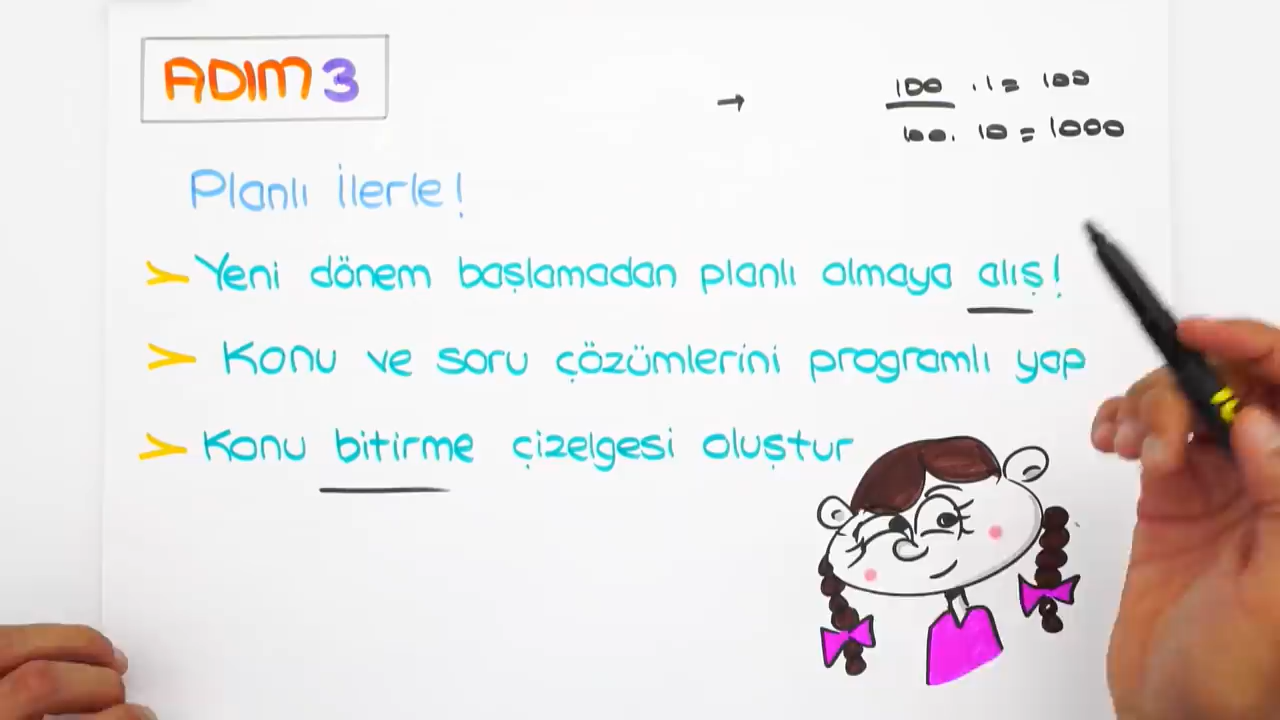 ADIM 3
→ 100 . 1 = 100
100. 10 = 1000
Planlı İlerle!
➤ Yeni dönem başlamadan planlı olmaya alış!
➤ Konu ve soru çözümlerini programlı yap
➤ Konu bitirme çizelgesi oluştur